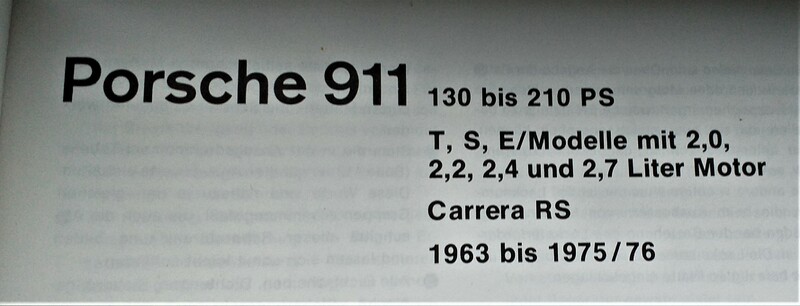 Porsche 911
130 bis 210 PS
T, S, E/Modelle mit 2,0,
2,2, 2,4 und 2,7 Liter Motor
Carrera RS
1963 bis 1975/76